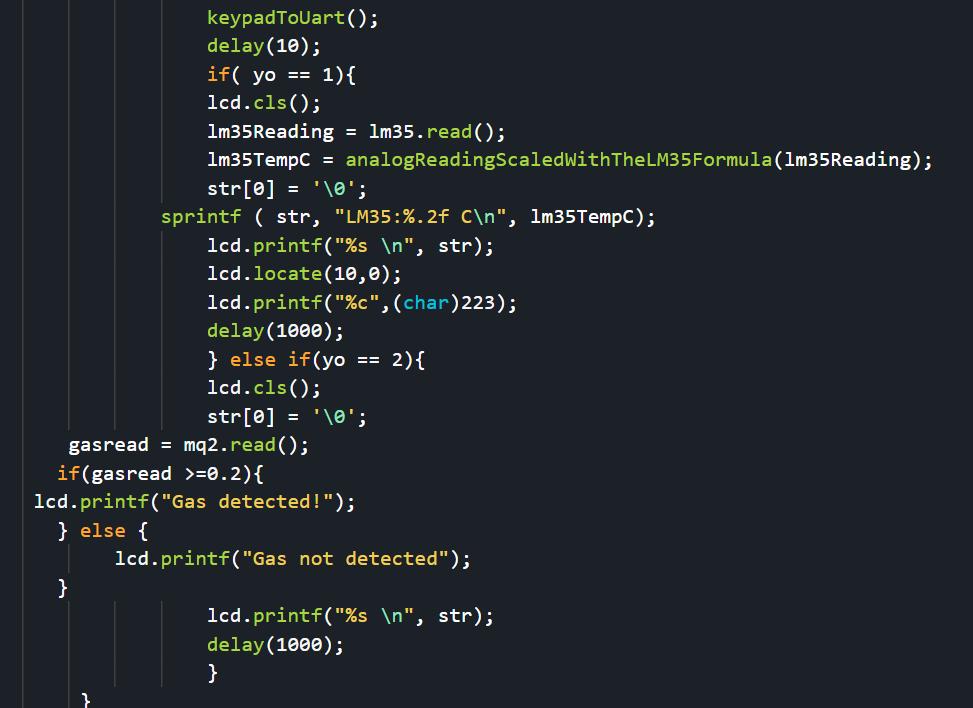 keypadToUart();
delay(10);
if( yo == 1){
lcd.cls();
lm35Reading = lm35.read();
lm35TempC = analogReadingScaledWithTheLM35Formula(lm35Reading);
str[0] = '\0';
sprintf ( str, "LM35:%.2f C\n", lm35TempC);
lcd.printf("%s \n", str);
lcd.locate(10,0);
lcd.printf("%c",(char)223);
delay(1000);
} else if(yo == 2){
lcd.cls();
str[0] = '\0';
gasread = mq2.read();
if(gasread >=0.2){
lcd.printf("Gas detected!");
} else {
lcd.printf("Gas not detected");
}
lcd.printf("%s \n", str);
delay(1000);
}
}